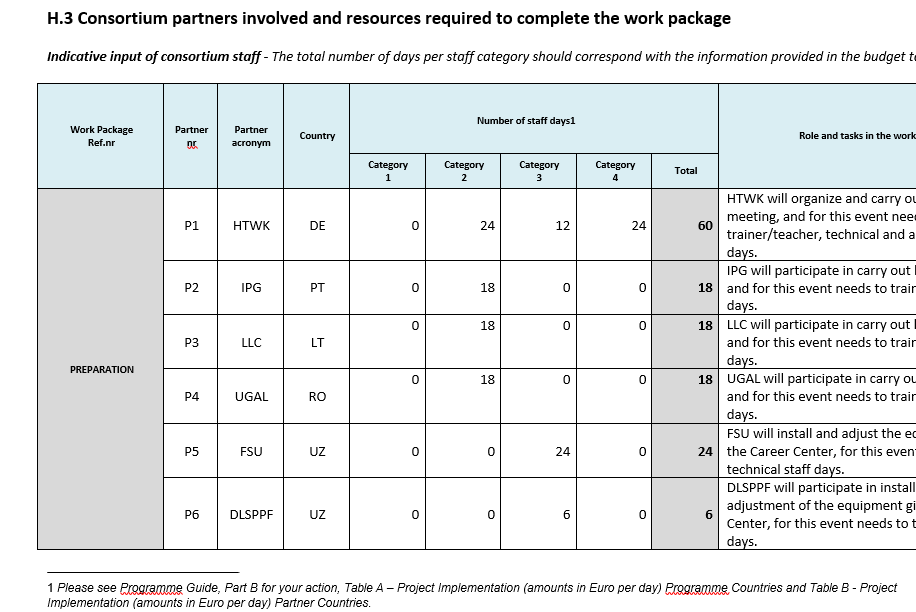 H.3 Consortium partners involved and resources required to complete the work package
Indicative input of consortium staff - The total number of days per staff category should correspond with the information provided in the budget
Work Package Ref.nr
Partner nr
Partner acronym
Country
Number of staff days1
Role and tasks in the work
Category 1
Category 2
Category 3
Category 4
Total
PREPARATION
P1 HTWK DE 0 24 12 24 60
HTWK will organize and carry
meeting, and for this event
trainer/teacher, technical and
days.
P2 IPG PT 0 18 0 0 18
IPG will participate in carry out
and for this event needs to
days.
P3 LLC LT 0 18 0 0 18
LLC will participate in carry out
and for this event needs to
days.
P4 UGAL RO 0 18 0 0 18
UGAL will participate in carry
and for this event needs to
days.
P5 FSU UZ 0 0 24 0 24
FSU will install and adjust the
the Career Center, for this
technical staff days.
P6 DLSPPF UZ 0 0 6 0 6
DLSPPF will participate in
adjustment of the equipment
Center, for this event needs to
days.
1 Please see Programme Guide, Part B for your action, Table A – Project Implementation (amounts in Euro per day) Programme Countries and Table B - Project
Implementation (amounts in Euro per day) Partner Countries.